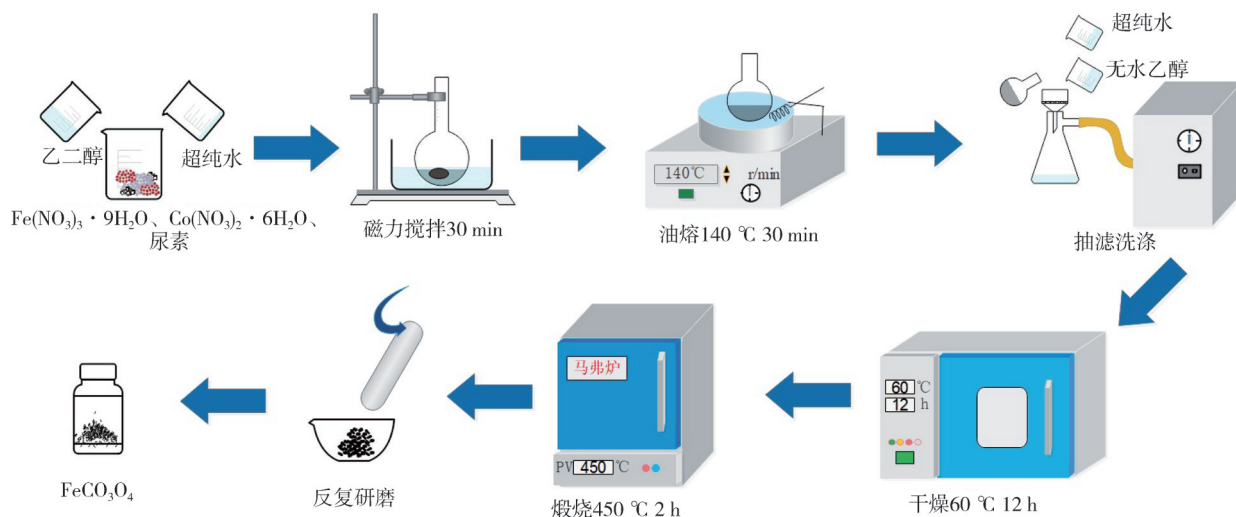 乙二醇
超纯水
Fe(NO₃)₃·9H₂O、Co(NO₃)₂·6H₂O、
尿素
磁力搅拌30 min
140℃
r/min
油熔140 ℃ 30 min
超纯水
无水乙醇
抽滤洗涤
60 ℃
12 h
干燥60 ℃ 12 h
马弗炉
PV 450 ℃
煅烧450 ℃ 2 h
反复研磨
FeCO₃O₄